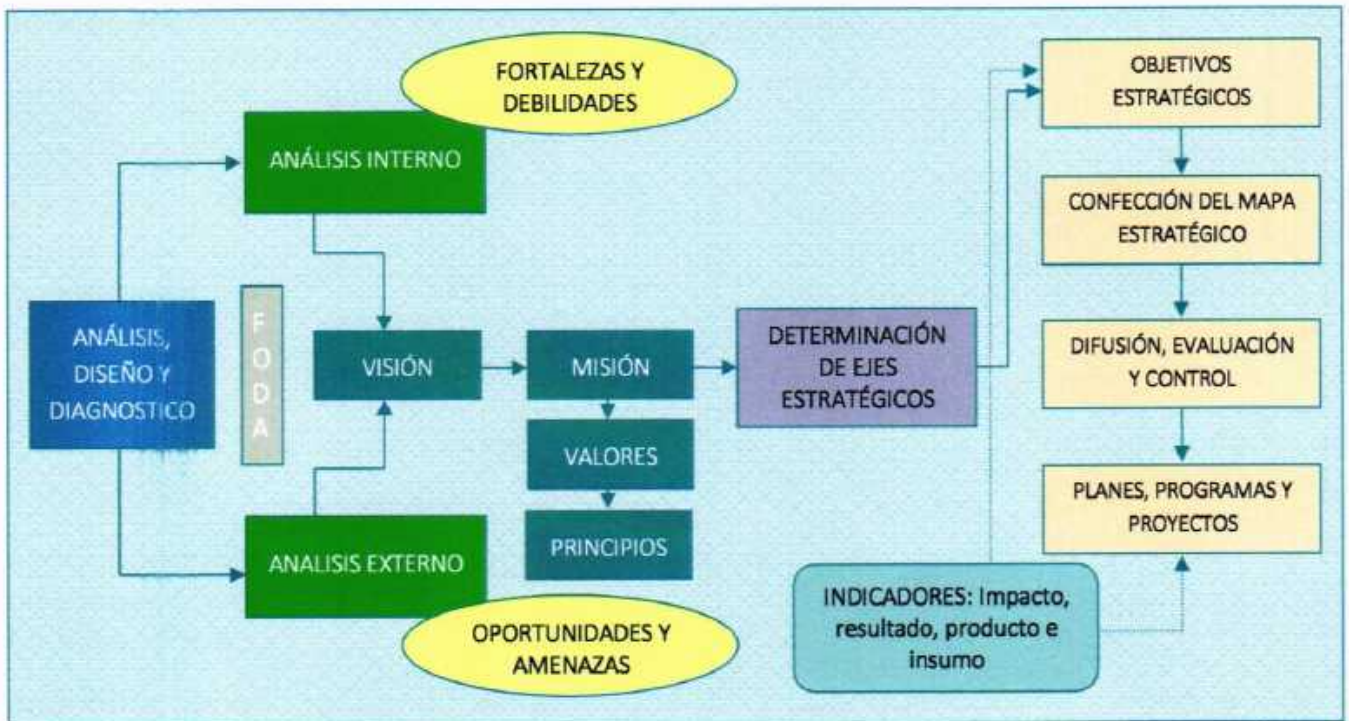 FORTALEZAS Y
DEBILIDADES
ANÁLISIS INTERNO
ANÁLISIS,
DISEÑO Y
DIAGNOSTICO
F
O
D
A
VISIÓN
MISIÓN
VALORES
PRINCIPIOS
ANALISIS EXTERNO
OPORTUNIDADES Y
AMENAZAS
DETERMINACIÓN
DE EJES
ESTRATÉGICOS
OBJETIVOS
ESTRATÉGICOS
CONFECCIÓN DEL MAPA
ESTRATÉGICO
DIFUSIÓN, EVALUACIÓN
Y CONTROL
PLANES, PROGRAMAS Y
PROYECTOS
INDICADORES: Impacto,
resultado, producto e
insumo